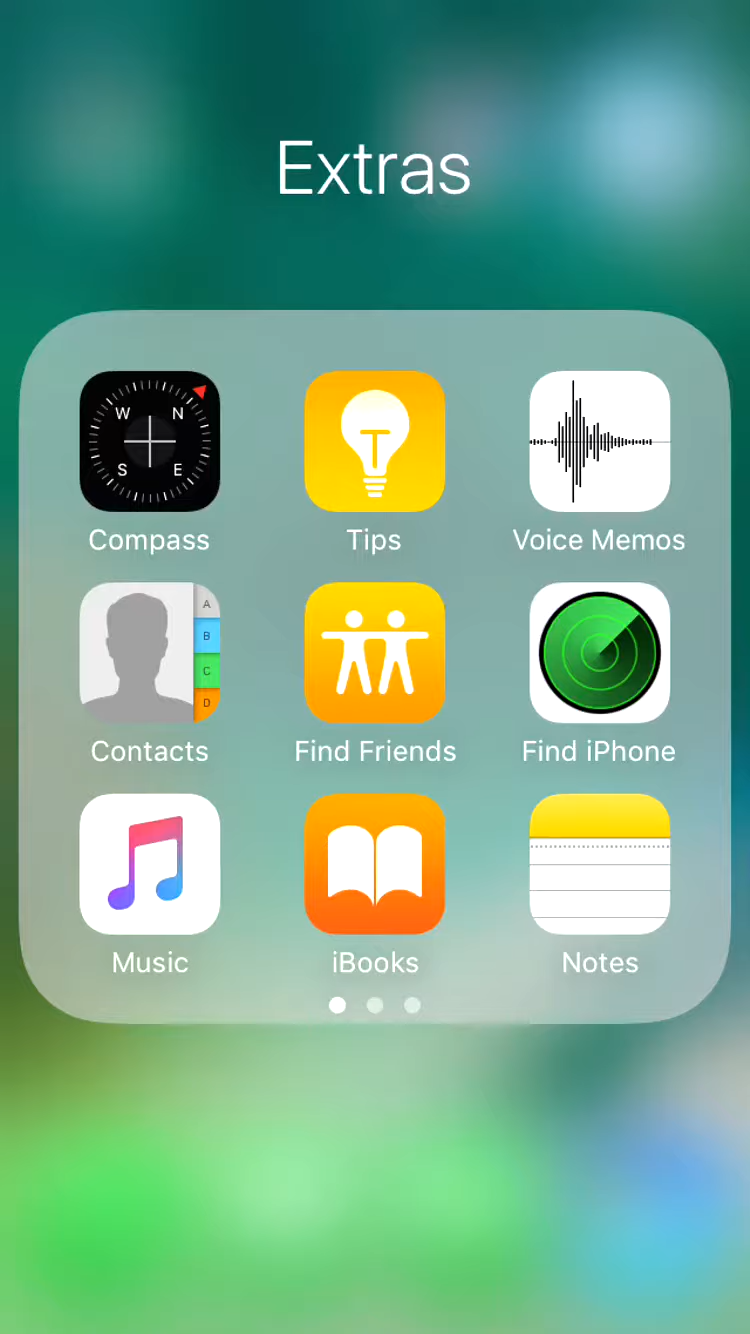 Extras
W N
S E
Compass
Tips
Voice Memos
A
B
C
D
Contacts
Find Friends
Find iPhone
Music
iBooks
Notes